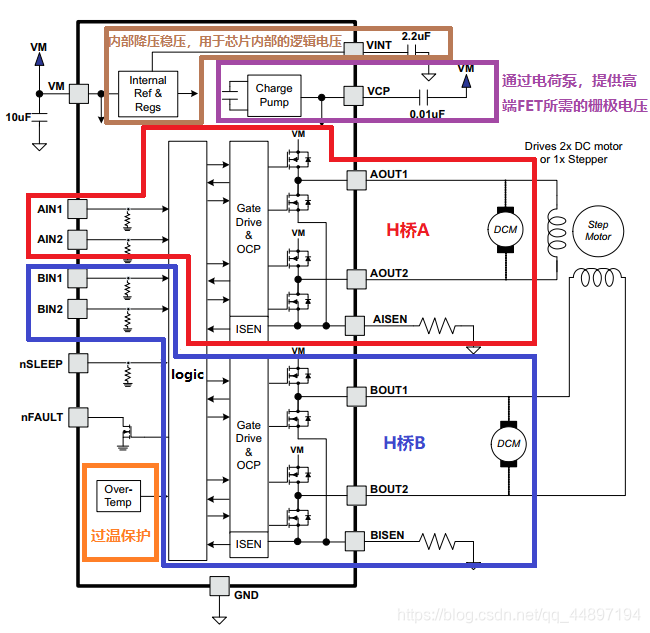 内部降压稳压，用于芯片内部的逻辑电压
VM
VM
10uF
Internal
Ref &
Regs
VINT
2.2uF
Charge
Pump
VCP
VM
0.01uF
通过电荷泵，提供高
端FET所需的栅极电压
Drives 2x DC motor
or 1x Stepper
VM
AOUT1
AIN1
AIN2
Gate
Drive
&
OCP
H桥A
DCM
Step
Motor
VM
AOUT2
BIN1
BIN2
ISEN
AISEN
VM
nSLEEP
logic
BOUT1
nFAULT
Gate
Drive
&
OCP
H桥B
DCM
VM
Over-
Temp
BOUT2
过温保护
ISEN
BISEN
GND
https://blog.csdn.net/qq_44897194